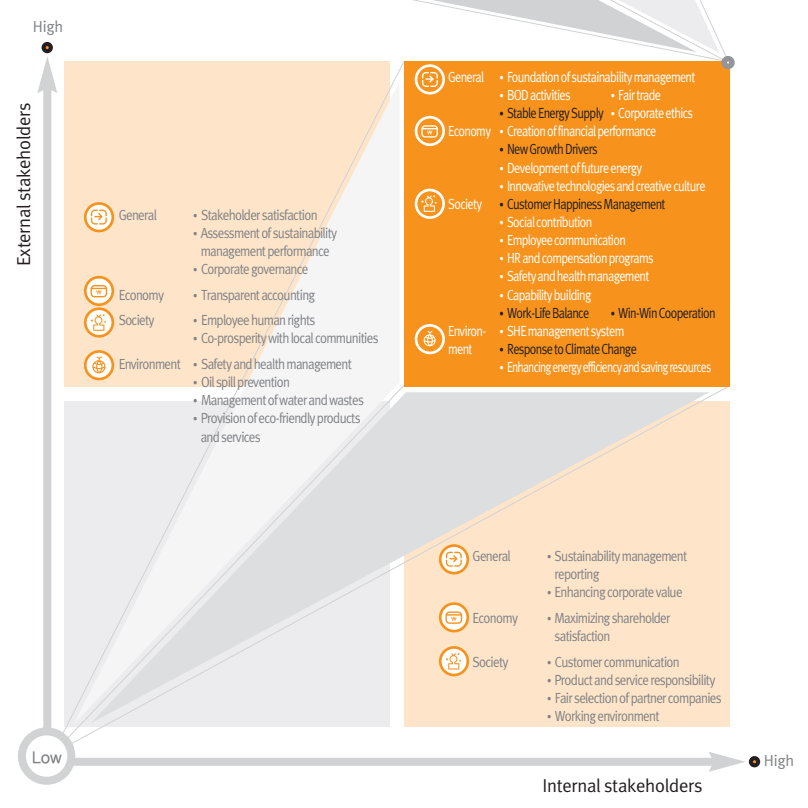 High
External stakeholders
General
• Foundation of sustainability management
• BOD activities • Fair trade
• Stable Energy Supply • Corporate ethics
Economy
• Creation of financial performance
• New Growth Drivers
• Development of future energy
• Innovative technologies and creative culture
Society
• Customer Happiness Management
• Social contribution
• Employee communication
• HR and compensation programs
• Safety and health management
• Capability building
• Work-Life Balance • Win-Win Cooperation
Environ-
ment
• SHE management system
• Response to Climate Change
• Enhancing energy efficiency and saving resources
General
• Stakeholder satisfaction
• Assessment of sustainability
management performance
• Corporate governance
Economy
• Transparent accounting
Society
• Employee human rights
• Co-prosperity with local communities
Environment
• Safety and health management
• Oil spill prevention
• Management of water and wastes
• Provision of eco-friendly products
and services
General
• Sustainability management
reporting
• Enhancing corporate value
Economy
• Maximizing shareholder
satisfaction
Society
• Customer communication
• Product and service responsibility
• Fair selection of partner companies
• Working environment
Low
High
Internal stakeholders